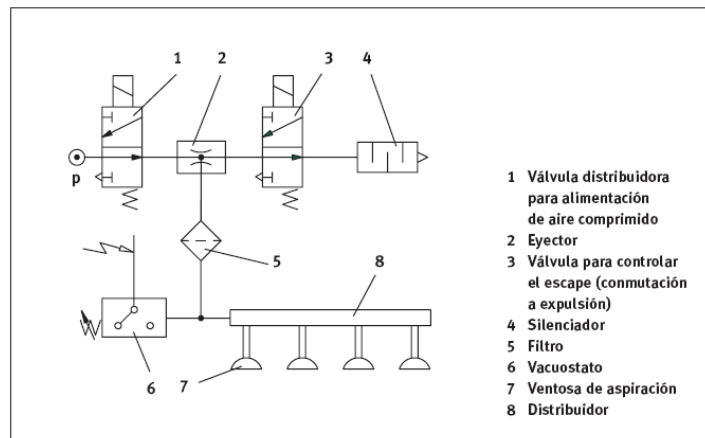 1
2
3
4
p
5
8
6
7
1 Válvula distribuidora
para alimentación
de aire comprimido
2 Eyector
3 Válvula para controlar
el escape (conmutación
a expulsión)
4 Silenciador
5 Filtro
6 Vacuostato
7 Ventosa de aspiración
8 Distribuidor